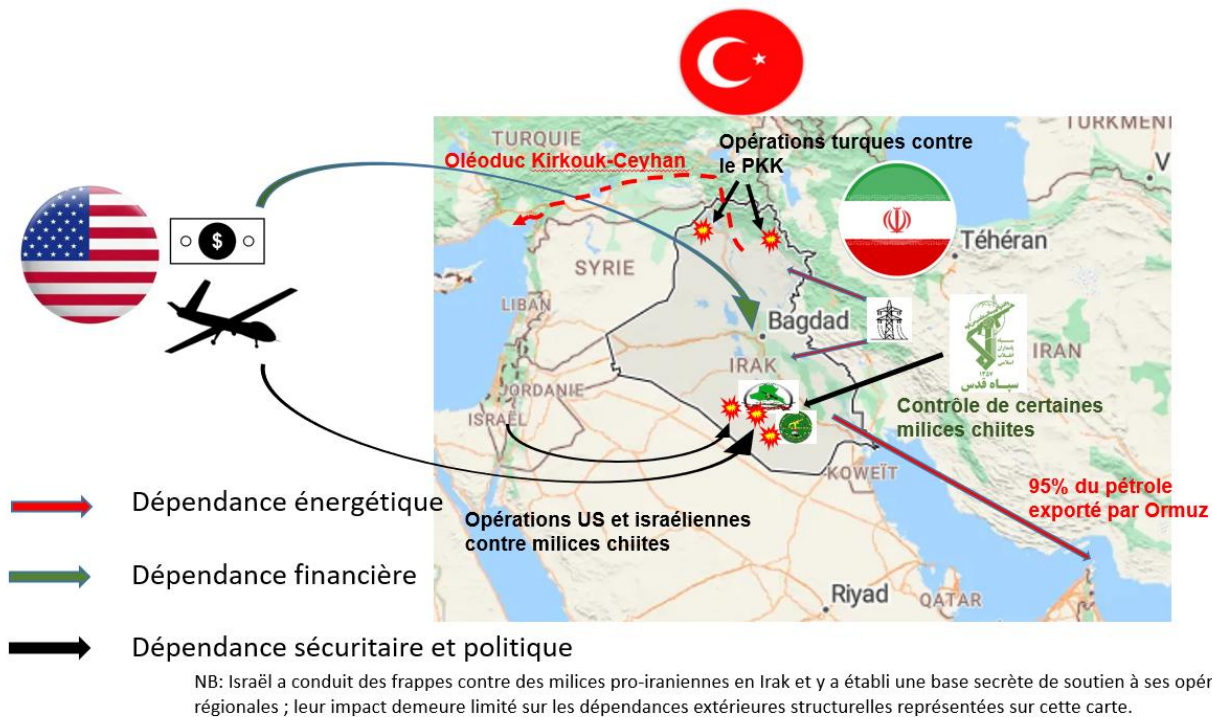 TURKMENI
TURQUIE
Opérations turques contre
le PKK
Oléoduc Kirkouk-Ceyhan
V
$
Téhéran
SYRIE
LIBAN
Bagdad
IRAK
IRAN
سپاه قدس
JORDANIE
ISRAËL
Contrôle de certaines
milices chiites
KOWEÏT
95% du pétrole
exporté par Ormuz
Dépendance énergétique
Opérations US et israéliennes
contre milices chiites
Dépendance financière
Riyad
QATAR
Dépendance sécuritaire et politique
NB: Israël a conduit des frappes contre des milices pro-iraniennes en Irak et y a établi une base secrète de soutien à ses opér
régionales ; leur impact demeure limité sur les dépendances extérieures structurelles représentées sur cette carte.